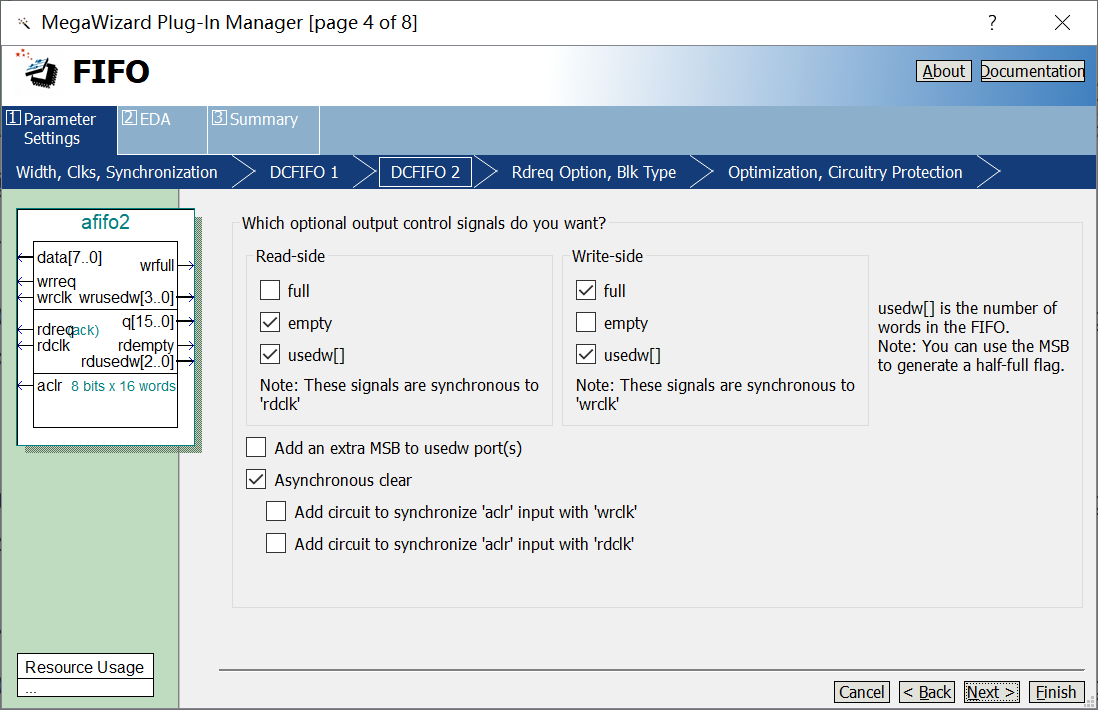 MegaWizard Plug-In Manager [page 4 of 8]
?
FIFO
About
Documentation
1 Parameter Settings
2 EDA
3 Summary
Width, Clks, Synchronization
DCFIFO 1
DCFIFO 2
Rdreq Option, Blk Type
Optimization, Circuitry Protection
afifo2
data[7..0]
wrfull
wrreq
wrclk
wrusedw[3..0]
q[15..0]
rdreq(ack)
rdclk
rdempty
rdusedw[2..0]
aclr
8 bits x 16 words
Resource Usage
...
Which optional output control signals do you want?
Read-side
full
empty
usedw[]
Note: These signals are synchronous to
'rdclk'
Write-side
full
empty
usedw[]
Note: These signals are synchronous to
'wrclk'
usedw[] is the number of
words in the FIFO.
Note: You can use the MSB
to generate a half-full flag.
Add an extra MSB to usedw port(s)
Asynchronous clear
Add circuit to synchronize 'aclr' input with 'wrclk'
Add circuit to synchronize 'aclr' input with 'rdclk'
Cancel
< Back
Next >
Finish